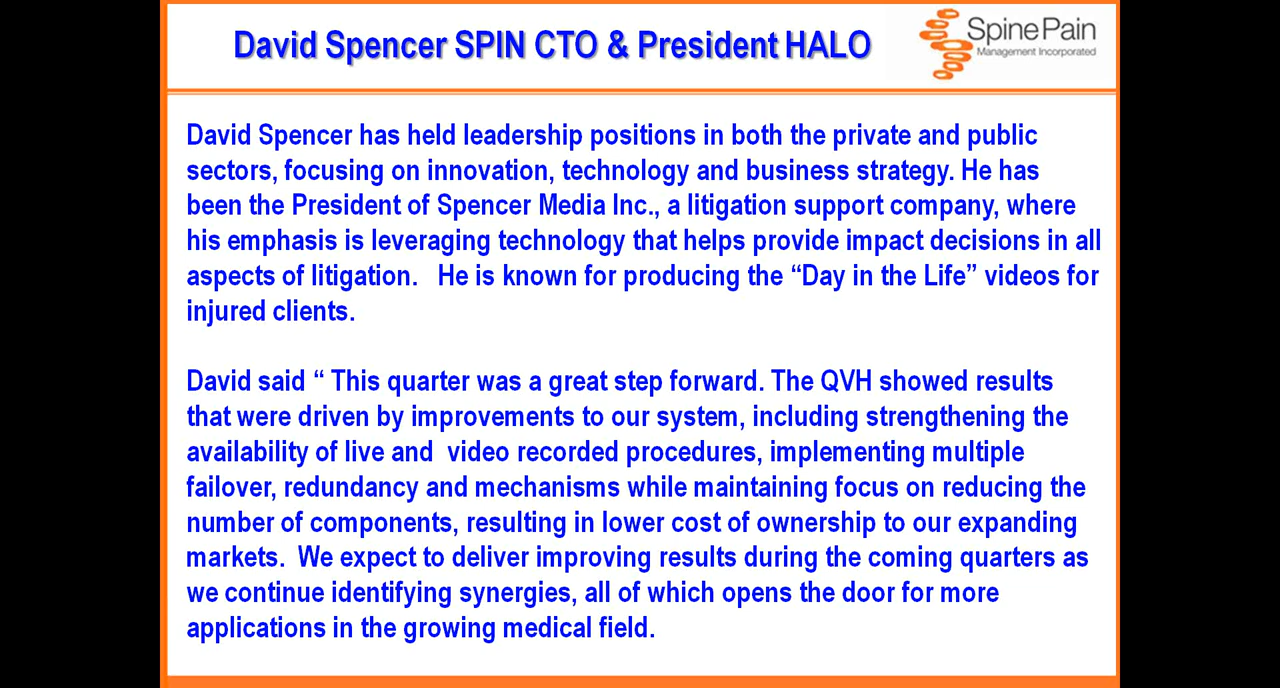 David Spencer SPIN CTO & President HALO
Spine Pain
Management Incorporated
David Spencer has held leadership positions in both the private and public
sectors, focusing on innovation, technology and business strategy. He has
been the President of Spencer Media Inc., a litigation support company, where
his emphasis is leveraging technology that helps provide impact decisions in all
aspects of litigation.   He is known for producing the “Day in the Life” videos for
injured clients.
David said “ This quarter was a great step forward. The QVH showed results
that were driven by improvements to our system, including strengthening the
availability of live and  video recorded procedures, implementing multiple
failover, redundancy and mechanisms while maintaining focus on reducing the
number of components, resulting in lower cost of ownership to our expanding
markets.  We expect to deliver improving results during the coming quarters as
we continue identifying synergies, all of which opens the door for more
applications in the growing medical field.